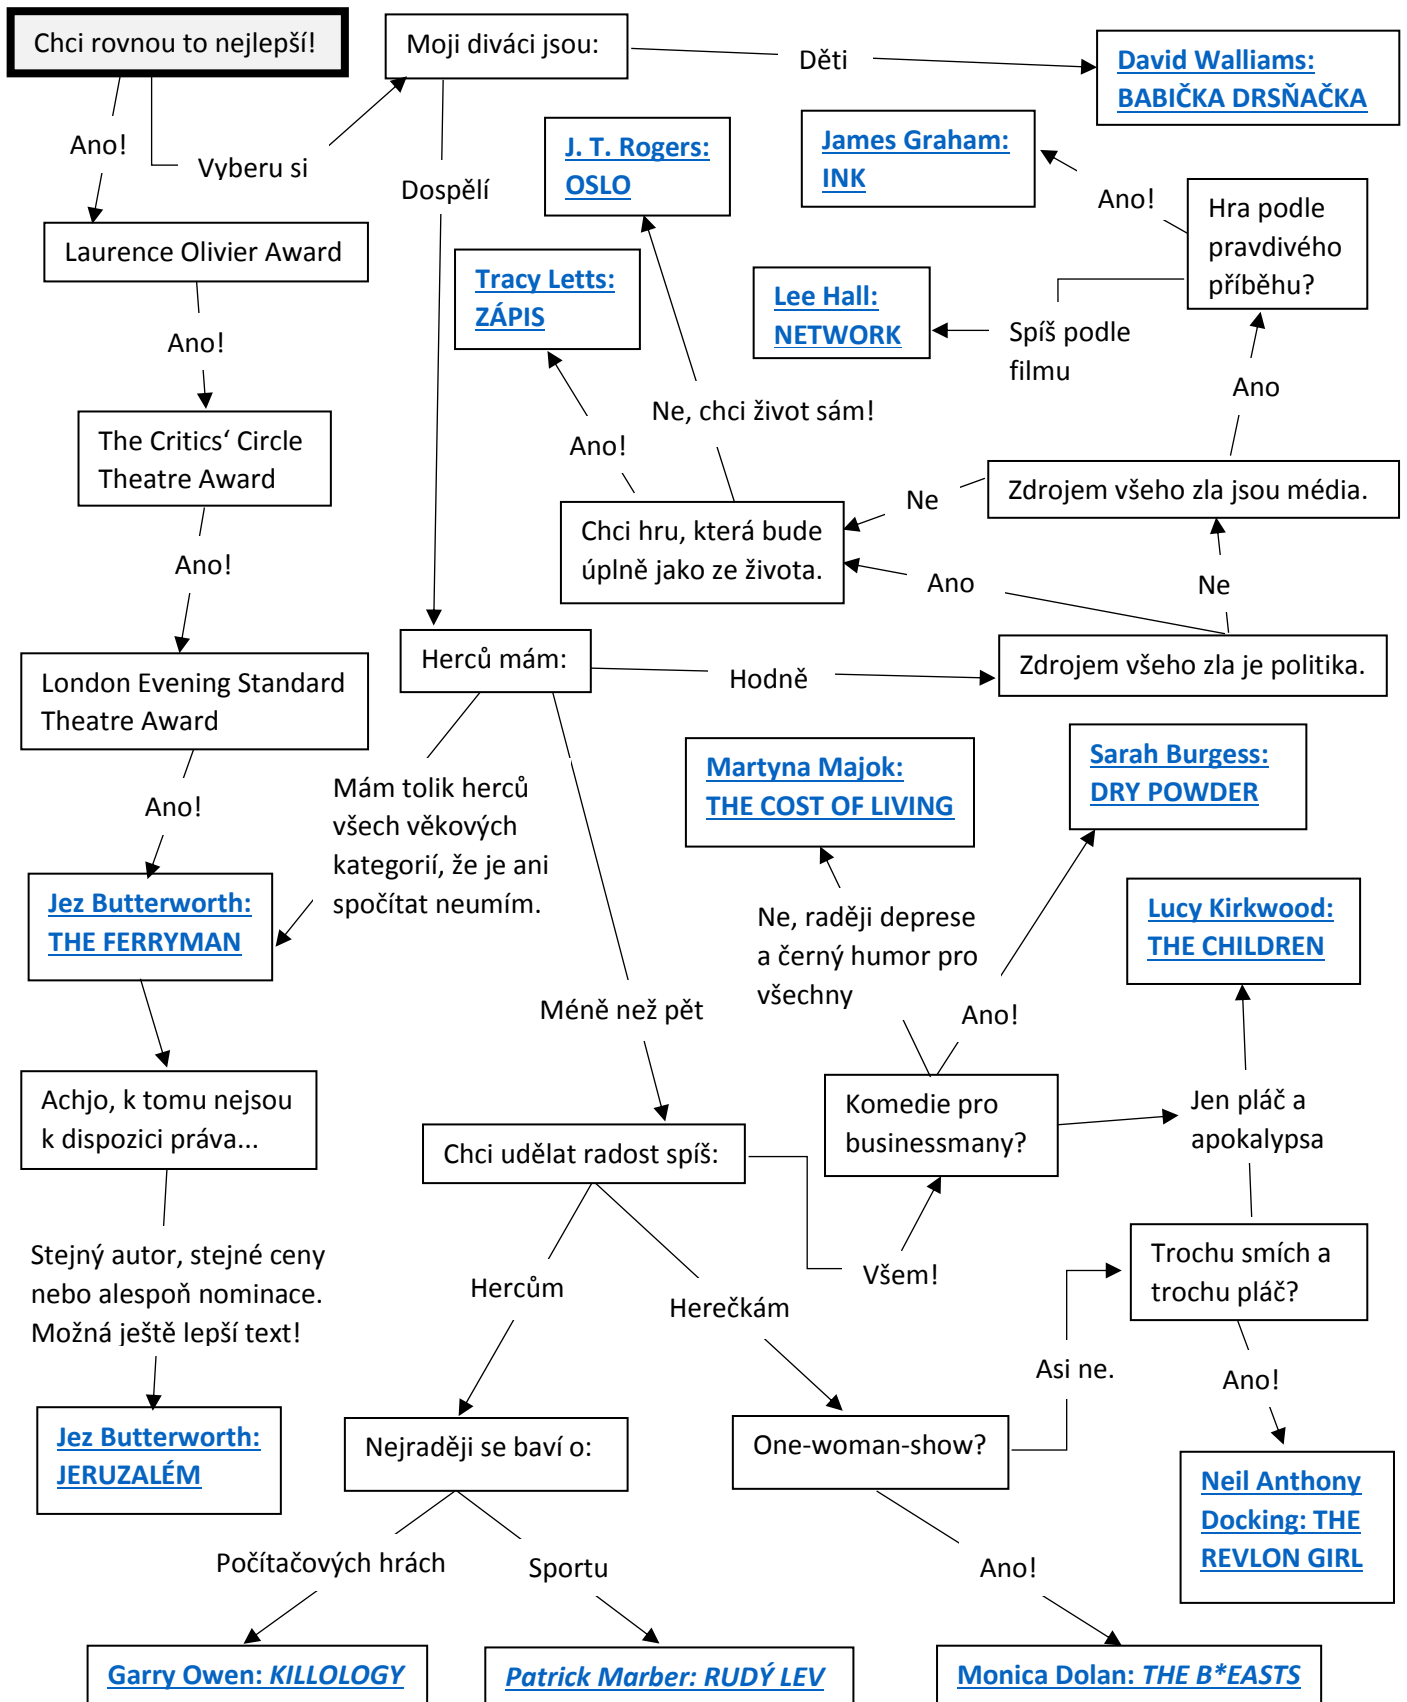 Chci rovnou to nejlepší!
Moji diváci jsou:
Děti
David Walliams:
BABIČKA DRSŇAČKA
Ano!
Vyberu si
Dospělí
J. T. Rogers:
OSLO
James Graham:
INK
Ano!
Hra podle
pravdivého
příběhu?
Laurence Olivier Award
Tracy Letts:
ZÁPIS
Lee Hall:
NETWORK
Spíš podle
filmu
Ano!
Ano
Ne, chci život sám!
Ano!
The Critics‘ Circle
Theatre Award
Zdrojem všeho zla jsou média.
Ne
Chci hru, která bude
úplně jako ze života.
Ano!
Ano
Ne
Herců mám:
Hodně
Zdrojem všeho zla je politika.
London Evening Standard
Theatre Award
Martyna Majok:
THE COST OF LIVING
Sarah Burgess:
DRY POWDER
Ano!
Mám tolik herců
všech věkových
kategorií, že je ani
spočítat neumím.
Jez Butterworth:
THE FERRYMAN
Ne, raději deprese
a černý humor pro
všechny
Lucy Kirkwood:
THE CHILDREN
Méně než pět
Ano!
Achjo, k tomu nejsou
k dispozici práva...
Komedie pro
businessmany?
Jen pláč a
apokalypsa
Chci udělat radost spíš:
Stejný autor, stejné ceny
nebo alespoň nominace.
Možná ještě lepší text!
Hercům
Herečkám
Všem!
Trochu smích a
trochu pláč?
Asi ne.
Ano!
Jez Butterworth:
JERUZALÉM
Nejraději se baví o:
One-woman-show?
Neil Anthony
Docking: THE
REVLON GIRL
Počítačových hrách
Sportu
Ano!
Garry Owen: KILLOLOGY
Patrick Marber: RUDÝ LEV
Monica Dolan: THE B*EASTS